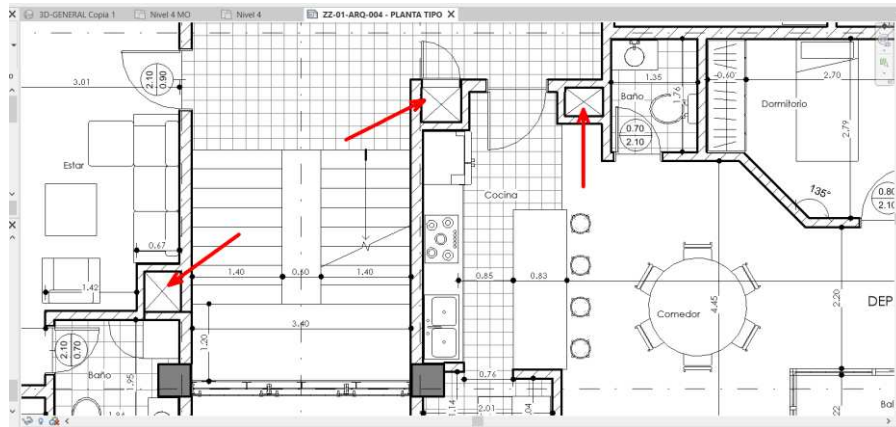 3D-GENERAL Copia 1
Nivel 4 MO
Nivel 4
ZZ-01-ARQ-004 - PLANTA TIPO
3.01
2.10
0.90
1.35
Baño
1.76
0.70
2.10
0.60
2.70
Dormitorio
2.79
135°
0.80
2.10
Estar
0.67
1.42
Cocina
1.40
0.60
1.40
0.85
0.83
3.40
1.20
Comedor
4.45
2.20
DEP
2.10
0.70
Baño
1.95
0.76
1.14
2.01
.04
.22
Bal